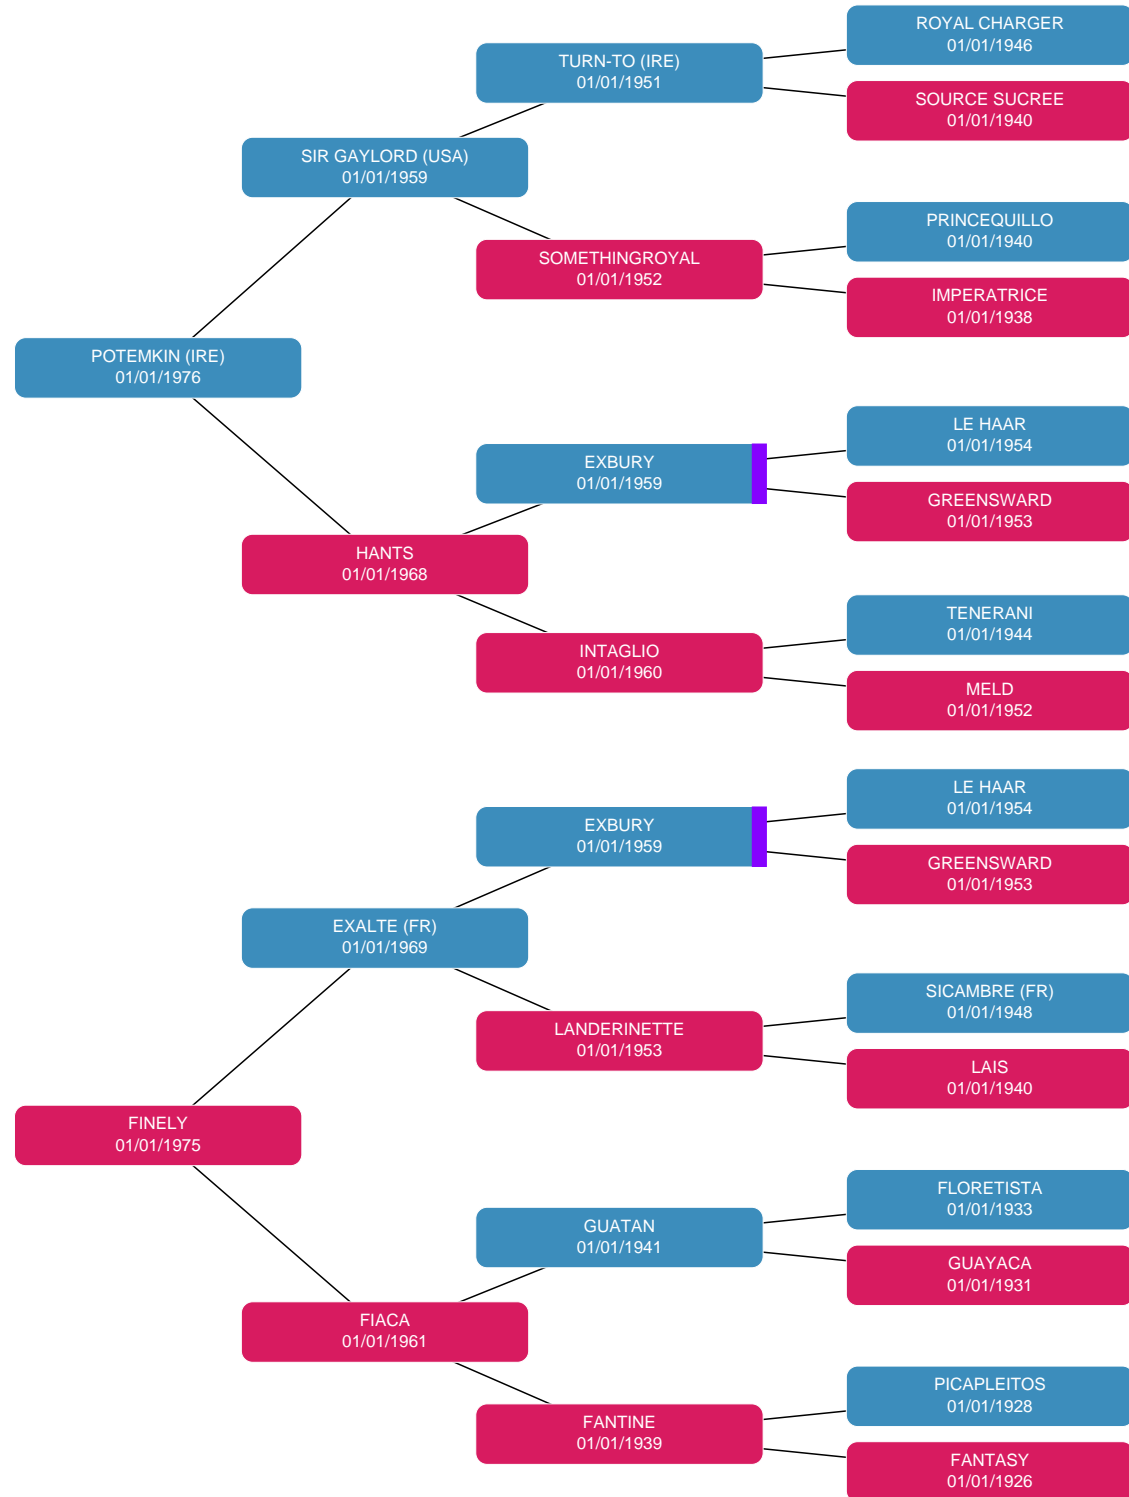 ROYAL CHARGER
01/01/1946
TURN-TO (IRE)
01/01/1951
SOURCE SUCREE
01/01/1940
SIR GAYLORD (USA)
01/01/1959
PRINCEQUILLO
01/01/1940
SOMETHINGROYAL
01/01/1952
IMPERATRICE
01/01/1938
POTEMKIN (IRE)
01/01/1976
LE HAAR
01/01/1954
EXBURY
01/01/1959
GREENSWARD
01/01/1953
HANTS
01/01/1968
TENERANI
01/01/1944
INTAGLIO
01/01/1960
MELD
01/01/1952
LE HAAR
01/01/1954
EXBURY
01/01/1959
GREENSWARD
01/01/1953
EXALTE (FR)
01/01/1969
SICAMBRE (FR)
01/01/1948
LANDERINETTE
01/01/1953
LAIS
01/01/1940
FINELY
01/01/1975
FLORETISTA
01/01/1933
GUATAN
01/01/1941
GUAYACA
01/01/1931
FIACA
01/01/1961
PICAPLEITOS
01/01/1928
FANTINE
01/01/1939
FANTASY
01/01/1926